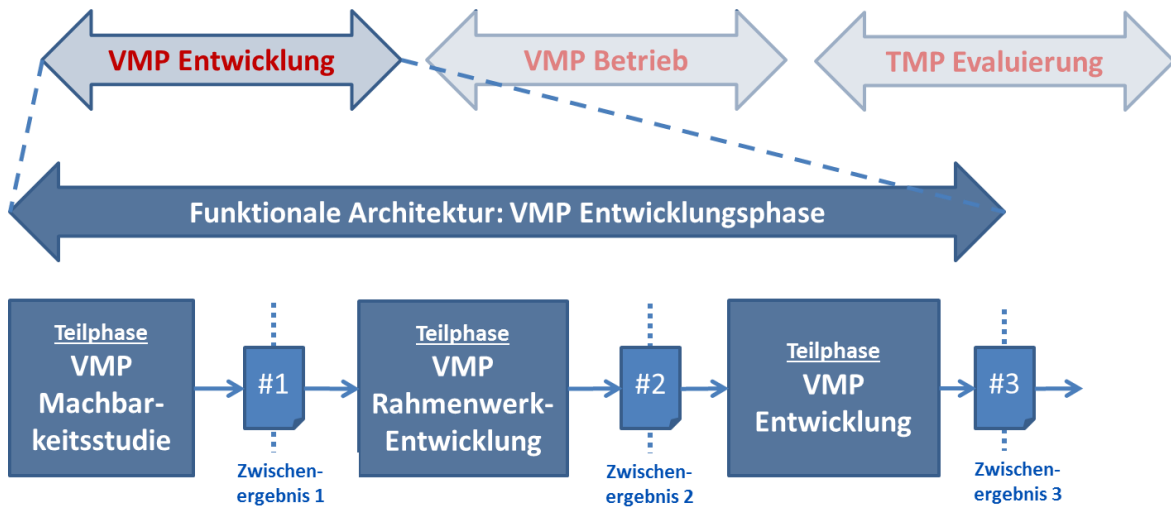 VMP Entwicklung
VMP Betrieb
TMP Evaluierung
Funktionale Architektur: VMP Entwicklungsphase
Teilphase
VMP
Machbar-
keitsstudie
#1
Zwischen-
ergebnis 1
Teilphase
VMP
Rahmenwerk-
Entwicklung
#2
Zwischen-
ergebnis 2
Teilphase
VMP
Entwicklung
#3
Zwischen-
ergebnis 3